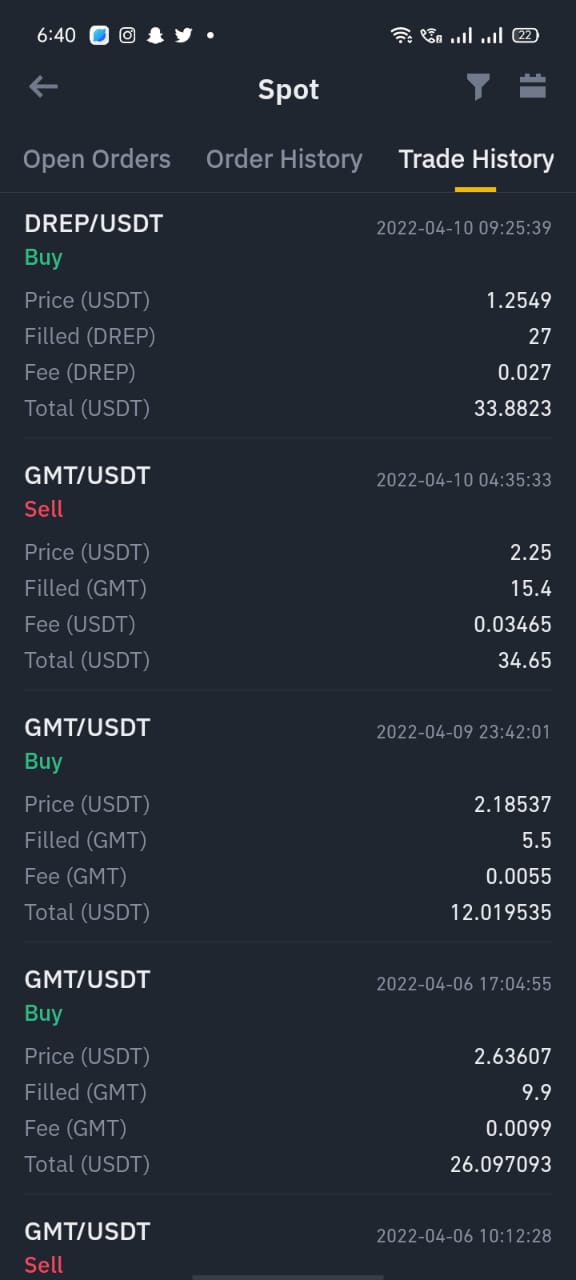 6:40
22
Spot
Open Orders Order History Trade History
DREP/USDT 2022-04-10 09:25:39
Buy
Price (USDT) 1.2549
Filled (DREP) 27
Fee (DREP) 0.027
Total (USDT) 33.8823
GMT/USDT 2022-04-10 04:35:33
Sell
Price (USDT) 2.25
Filled (GMT) 15.4
Fee (USDT) 0.03465
Total (USDT) 34.65
GMT/USDT 2022-04-09 23:42:01
Buy
Price (USDT) 2.18537
Filled (GMT) 5.5
Fee (GMT) 0.0055
Total (USDT) 12.019535
GMT/USDT 2022-04-06 17:04:55
Buy
Price (USDT) 2.63607
Filled (GMT) 9.9
Fee (GMT) 0.0099
Total (USDT) 26.097093
GMT/USDT 2022-04-06 10:12:28
Sell